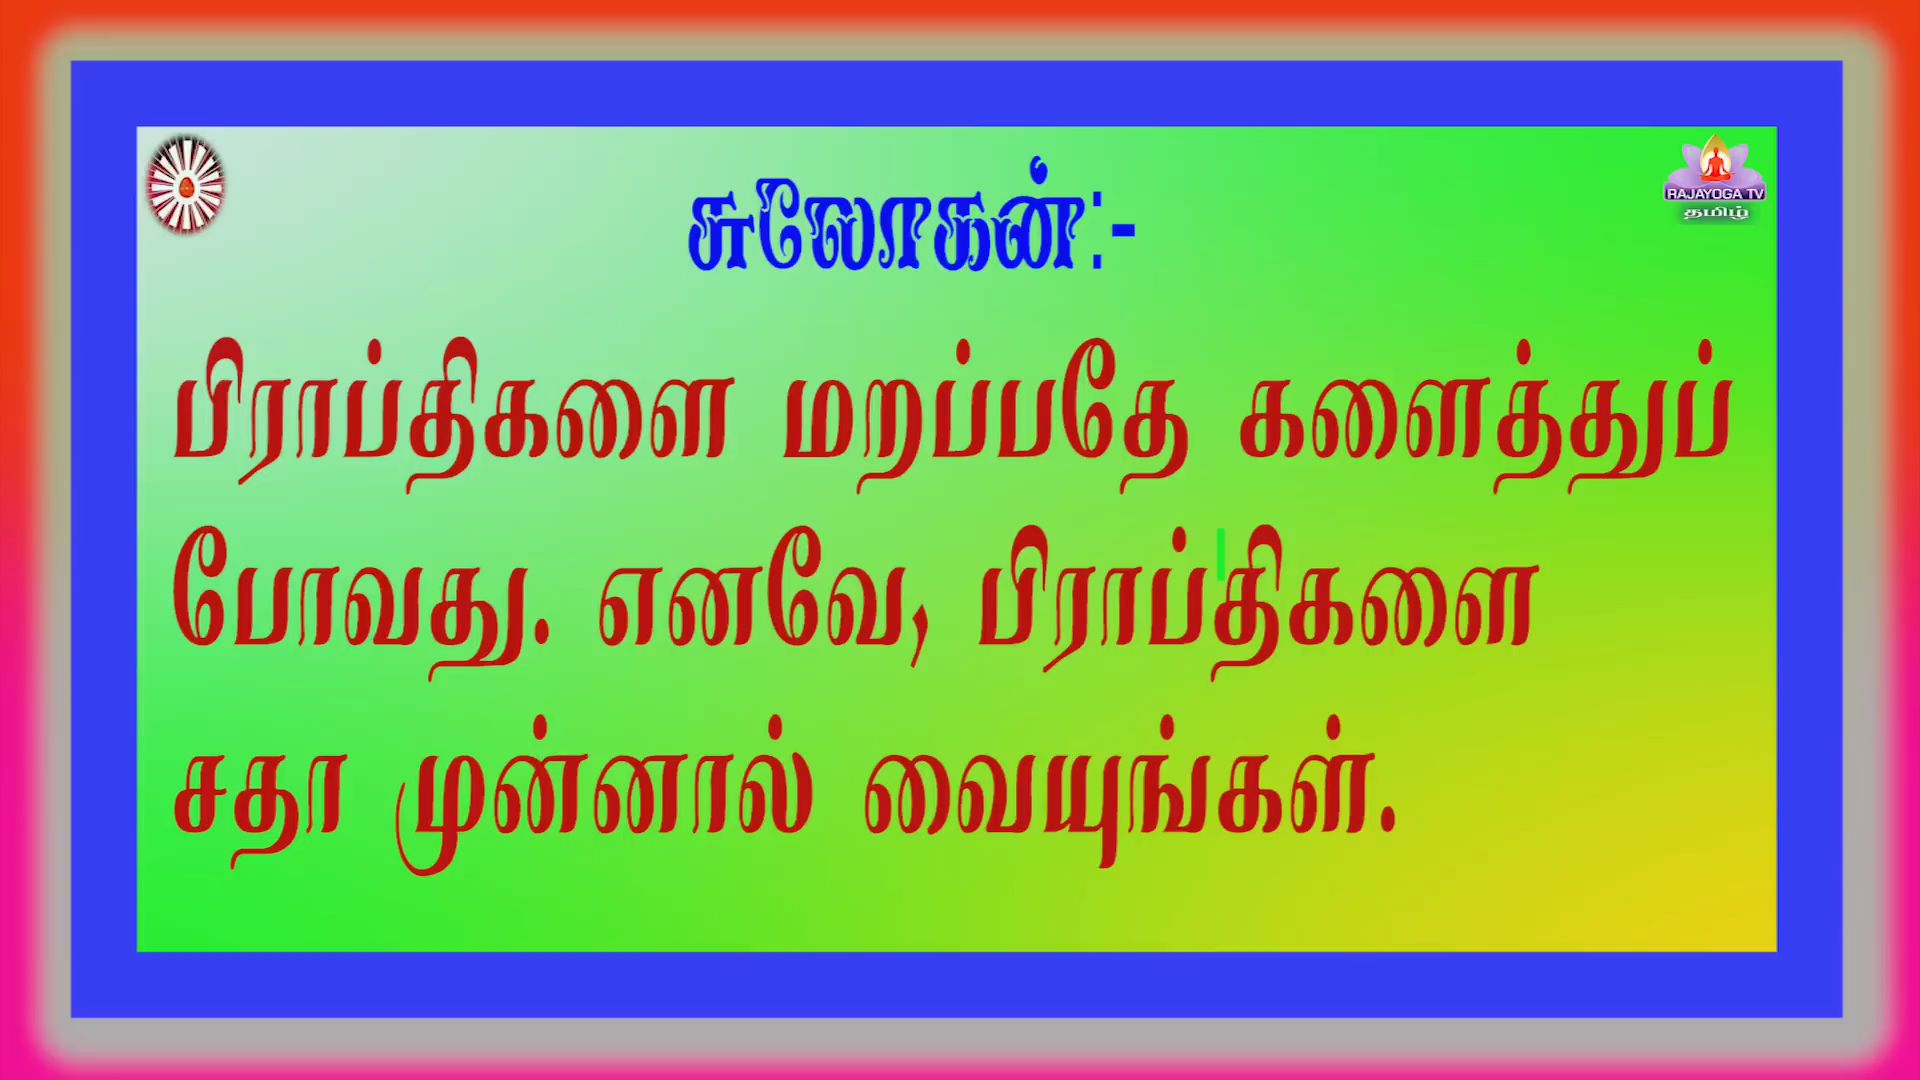 RAJAYOGA TV
தமிழ்
சுலோகன்:-
பிராப்திகளை மறப்பதே களைத்துப்
போவது. எனவே, பிராப்திகளை
சதா முன்னால் வையுங்கள்.